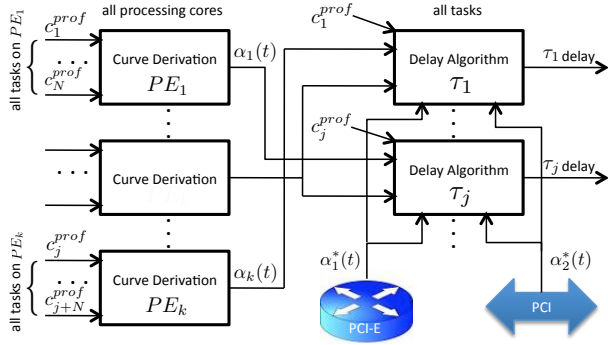 all processing cores
all tasks
all tasks on PE_1
c_1^{prof}
. . .
c_N^{prof}
Curve Derivation
PE_1
α_1(t)
c_1^{prof}
Delay Algorithm
τ_1
τ_1 delay
Curve Derivation
c_j^{prof}
Delay Algorithm
τ_j
τ_j delay
all tasks on PE_k
c_j^{prof}
. . .
c_{j+N}^{prof}
Curve Derivation
PE_k
α_k(t)
α_1^*(t)
α_2^*(t)
PCI-E
PCI